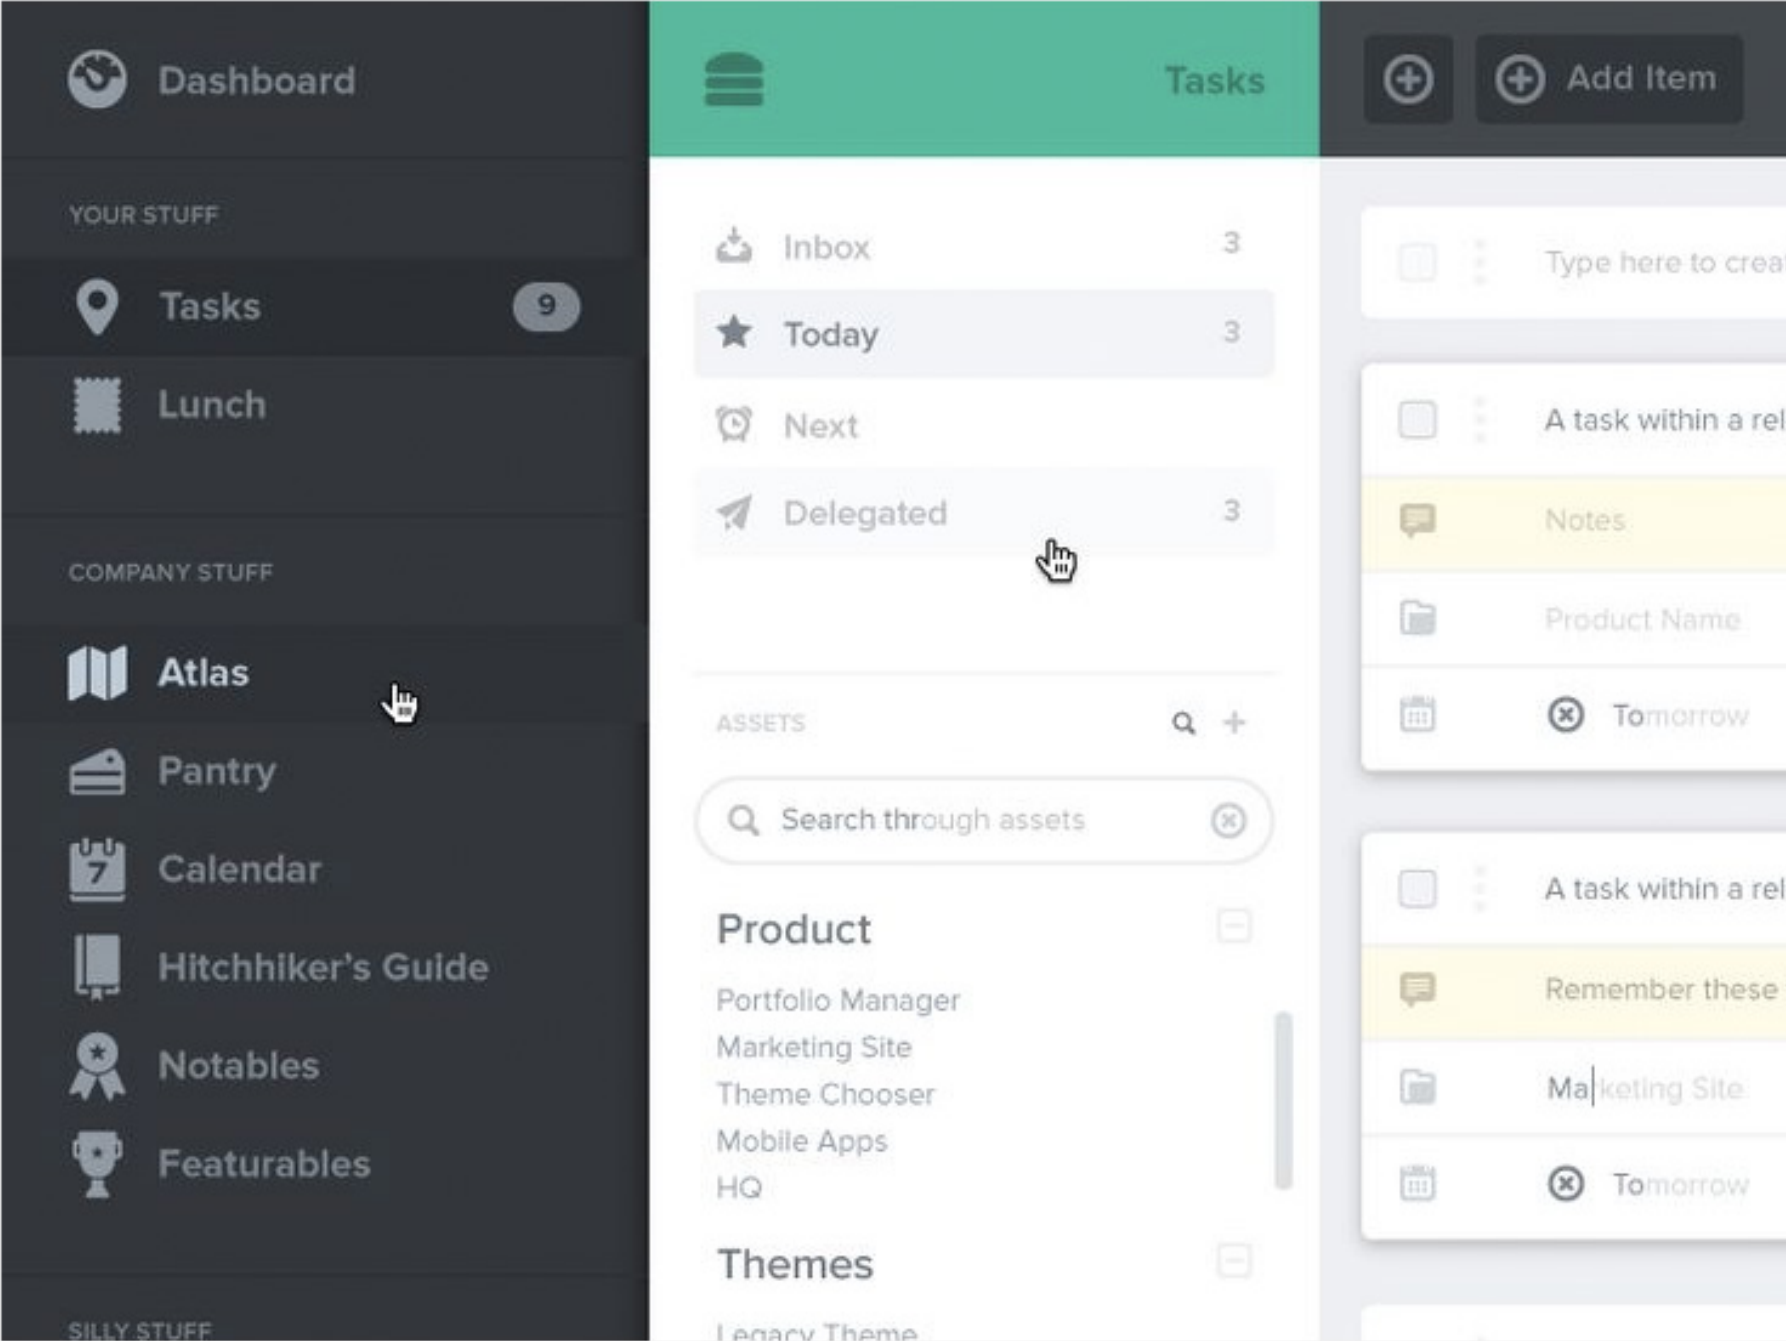 Dashboard
YOUR STUFF
Tasks 9
Lunch
COMPANY STUFF
Atlas
Pantry
7 Calendar
Hitchhiker’s Guide
Notables
Featurables
SILLY STUFF
Tasks
Inbox 3
Today 3
Next
Delegated 3
ASSETS
Search through assets
Product
Portfolio Manager
Marketing Site
Theme Chooser
Mobile Apps
HQ
Themes
Legacy Theme
Add Item
Type here to crea
A task within a rel
Notes
Product Name
Tomorrow
A task within a rel
Remember these
Marketing Site
Tomorrow